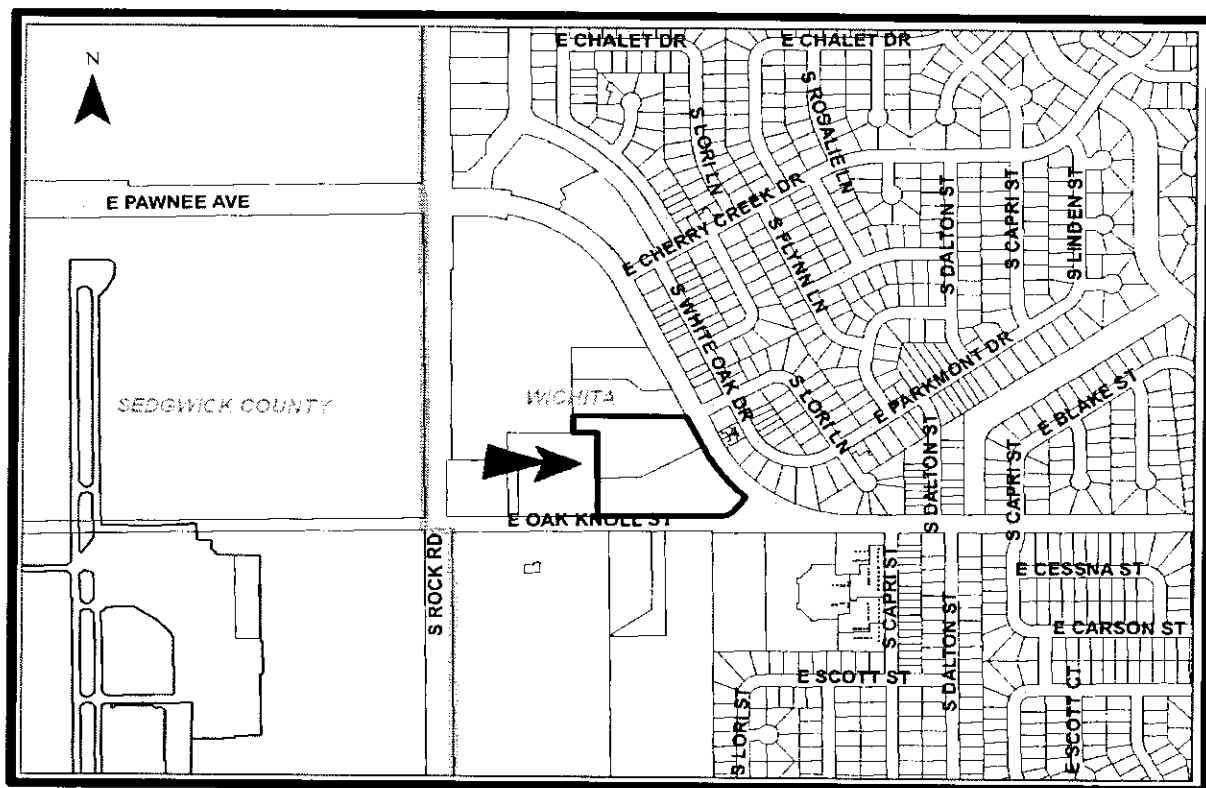 E CHALET DR
E CHALET DR
N
S LORI LN
S ROSALIE LN
E PAWNEE AVE
E CHERRY CREEK DR
S FLYNN LN
S DALTON ST
S CAPRI ST
S LINDEN ST
S WHITE OAK DR
SEDGWICK COUNTY
WICHITA
S LORI LN
E PARKMONT DR
E BLAKE ST
S DALTON ST
S CAPRI ST
E OAK KNOLL ST
S ROCK RD
S CAPRI ST
S DALTON ST
E CESSNA ST
E CARSON ST
E SCOTT ST
S LORI ST
E SCOTT CT